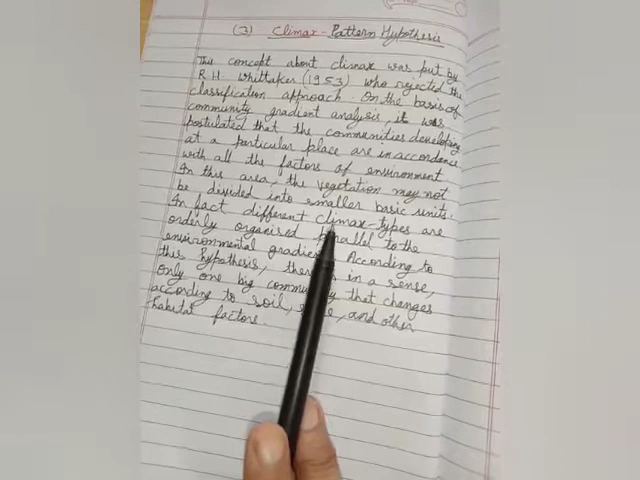 (3) Climax-Pattern Hypothesis
This concept about climax was put by
R.H. Whittaker (1953) who rejected the
classification approach. On the basis of
community gradient analysis, it was
postulated that the communities developing
at a particular place are in accordance
with all the factors of environment
In this area, the vegetation may not
be divided into smaller basic units.
In fact different climax-types are
orderly organised parallel to the
environmental According to
this hypothesis, in a sense,
only one big that changes
according to soil, and other
habitat factors.